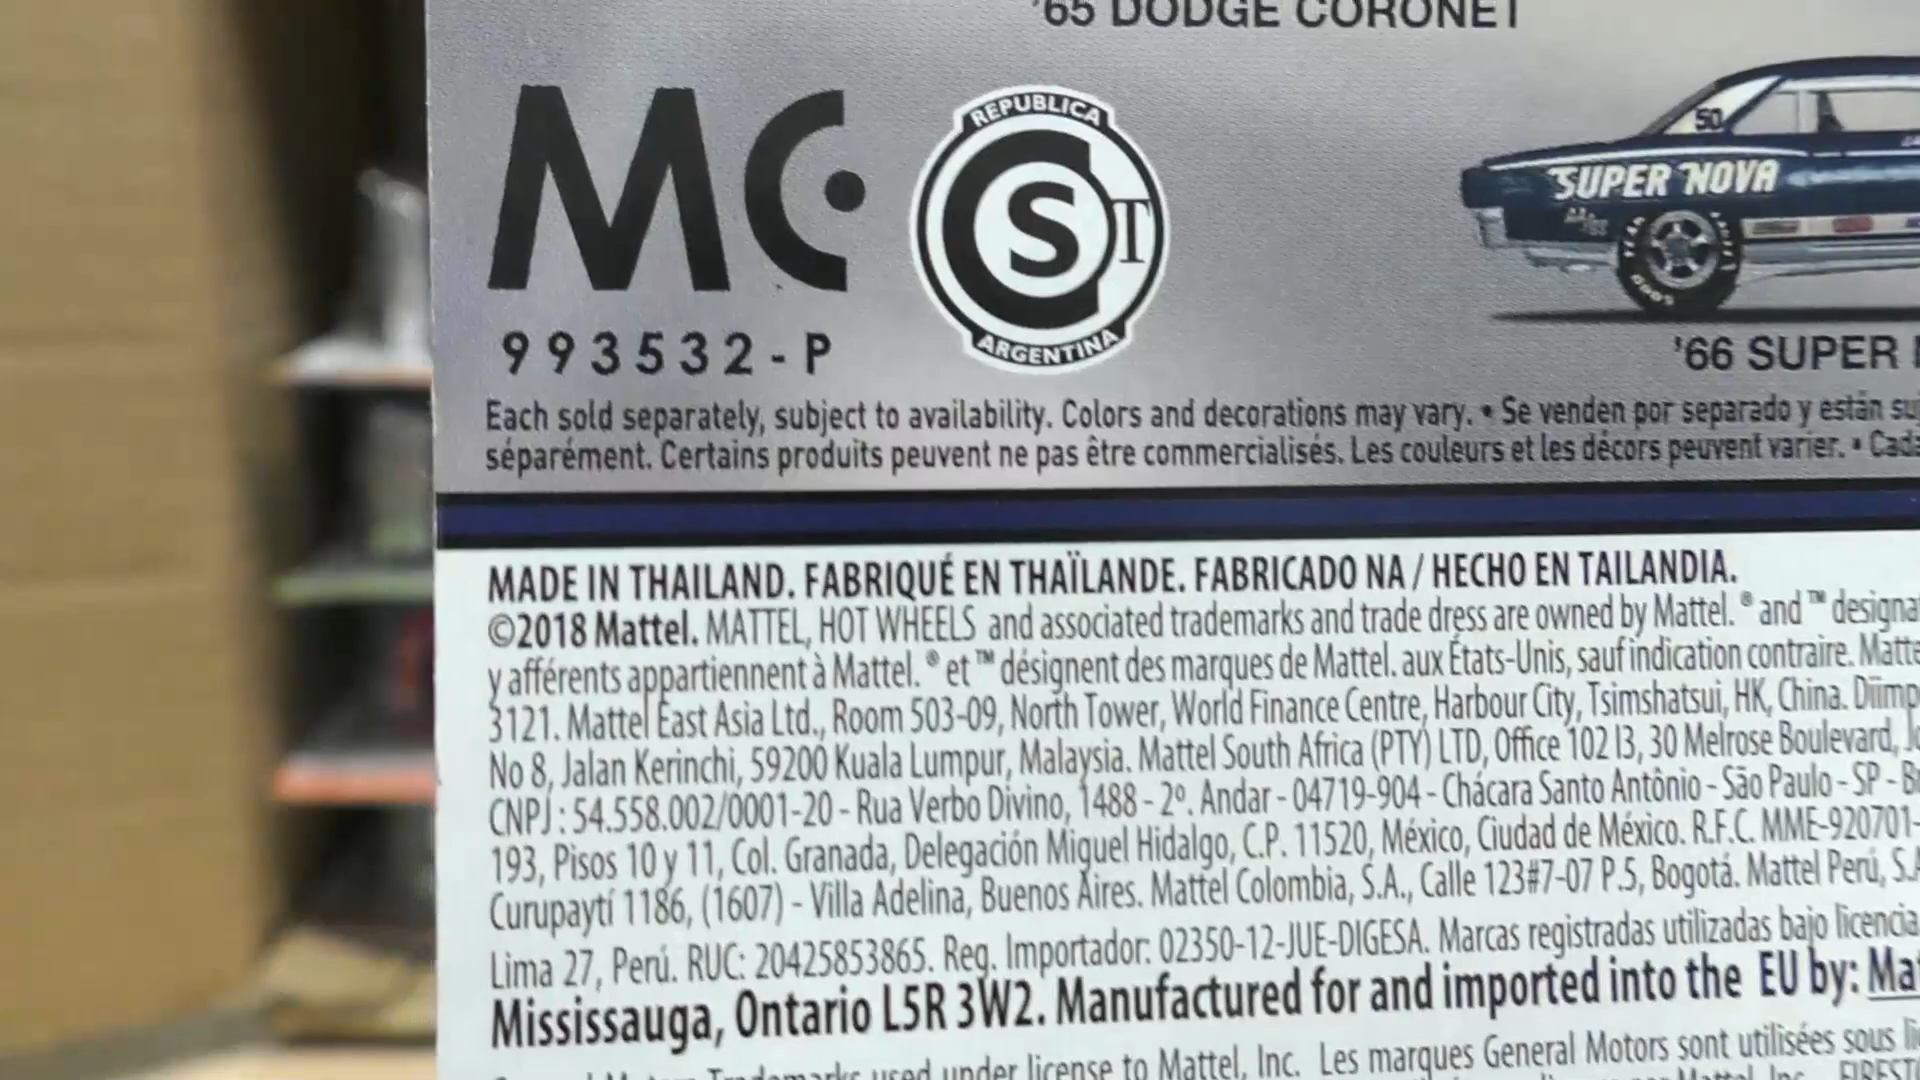 '65 DODGE CORONET
MC
REPUBLICA
CST
ARGENTINA
993532-P
50
SUPER NOVA
'66 SUPER
Each sold separately, subject to availability. Colors and decorations may vary. • Se venden por separado y están
séparément. Certains produits peuvent ne pas être commercialisés. Les couleurs et les décors peuvent varier. •
MADE IN THAILAND. FABRIQUÉ EN THAÏLANDE. FABRICADO NA / HECHO EN TAILANDIA.
©2018 Mattel. MATTEL, HOT WHEELS and associated trademarks and trade dress are owned by Mattel. ® and ™
y afférents appartiennent à Mattel. ® et ™ désignent des marques de Mattel. aux États-Unis, sauf indication contraire.
3121. Mattel East Asia Ltd., Room 503-09, North Tower, World Finance Centre, Harbour City, Tsimshatsui, HK, China.
No 8, Jalan Kerinchi, 59200 Kuala Lumpur, Malaysia. Mattel South Africa (PTY) LTD, Office 102 I3, 30 Melrose Boulevard,
CNPJ : 54.558.002/0001-20 - Rua Verbo Divino, 1488 - 2º. Andar - 04719-904 - Chácara Santo Antônio - São Paulo - SP -
193, Pisos 10 y 11, Col. Granada, Delegación Miguel Hidalgo, C.P. 11520, México, Ciudad de México. R.F.C. MME-920701-
Curupaytí 1186, (1607) - Villa Adelina, Buenos Aires. Mattel Colombia, S.A., Calle 123#7-07 P.5, Bogotá. Mattel Perú,
Lima 27, Perú. RUC: 20425853865. Reg. Importador: 02350-12-JUE-DIGESA. Marcas registradas utilizadas bajo licencia
Mississauga, Ontario L5R 3W2. Manufactured for and imported into the EU by:
Trademarks used under license to Mattel, Inc. Les marques General Motors sont utilisées sous